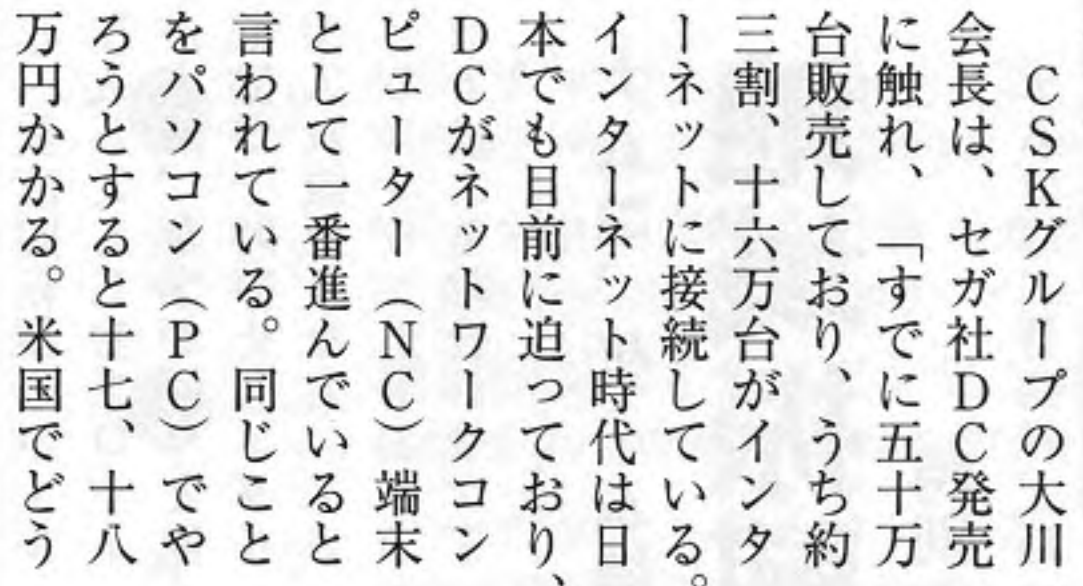 ＣＳＫグループの大川
会長は、セガ社ＤＣ発売
に触れ、「すでに五十万
台販売しており、うち約
三割、十六万台がインタ
ーネットに接続している。
インターネット時代は日
本でも目前に迫っており、
ＤＣがネットワークコン
ピューター（ＮＣ）端末
として一番進んでいると
言われている。同じこと
をパソコン（ＰＣ）でや
ろうとすると十七、十八
万円かかる。米国でどう